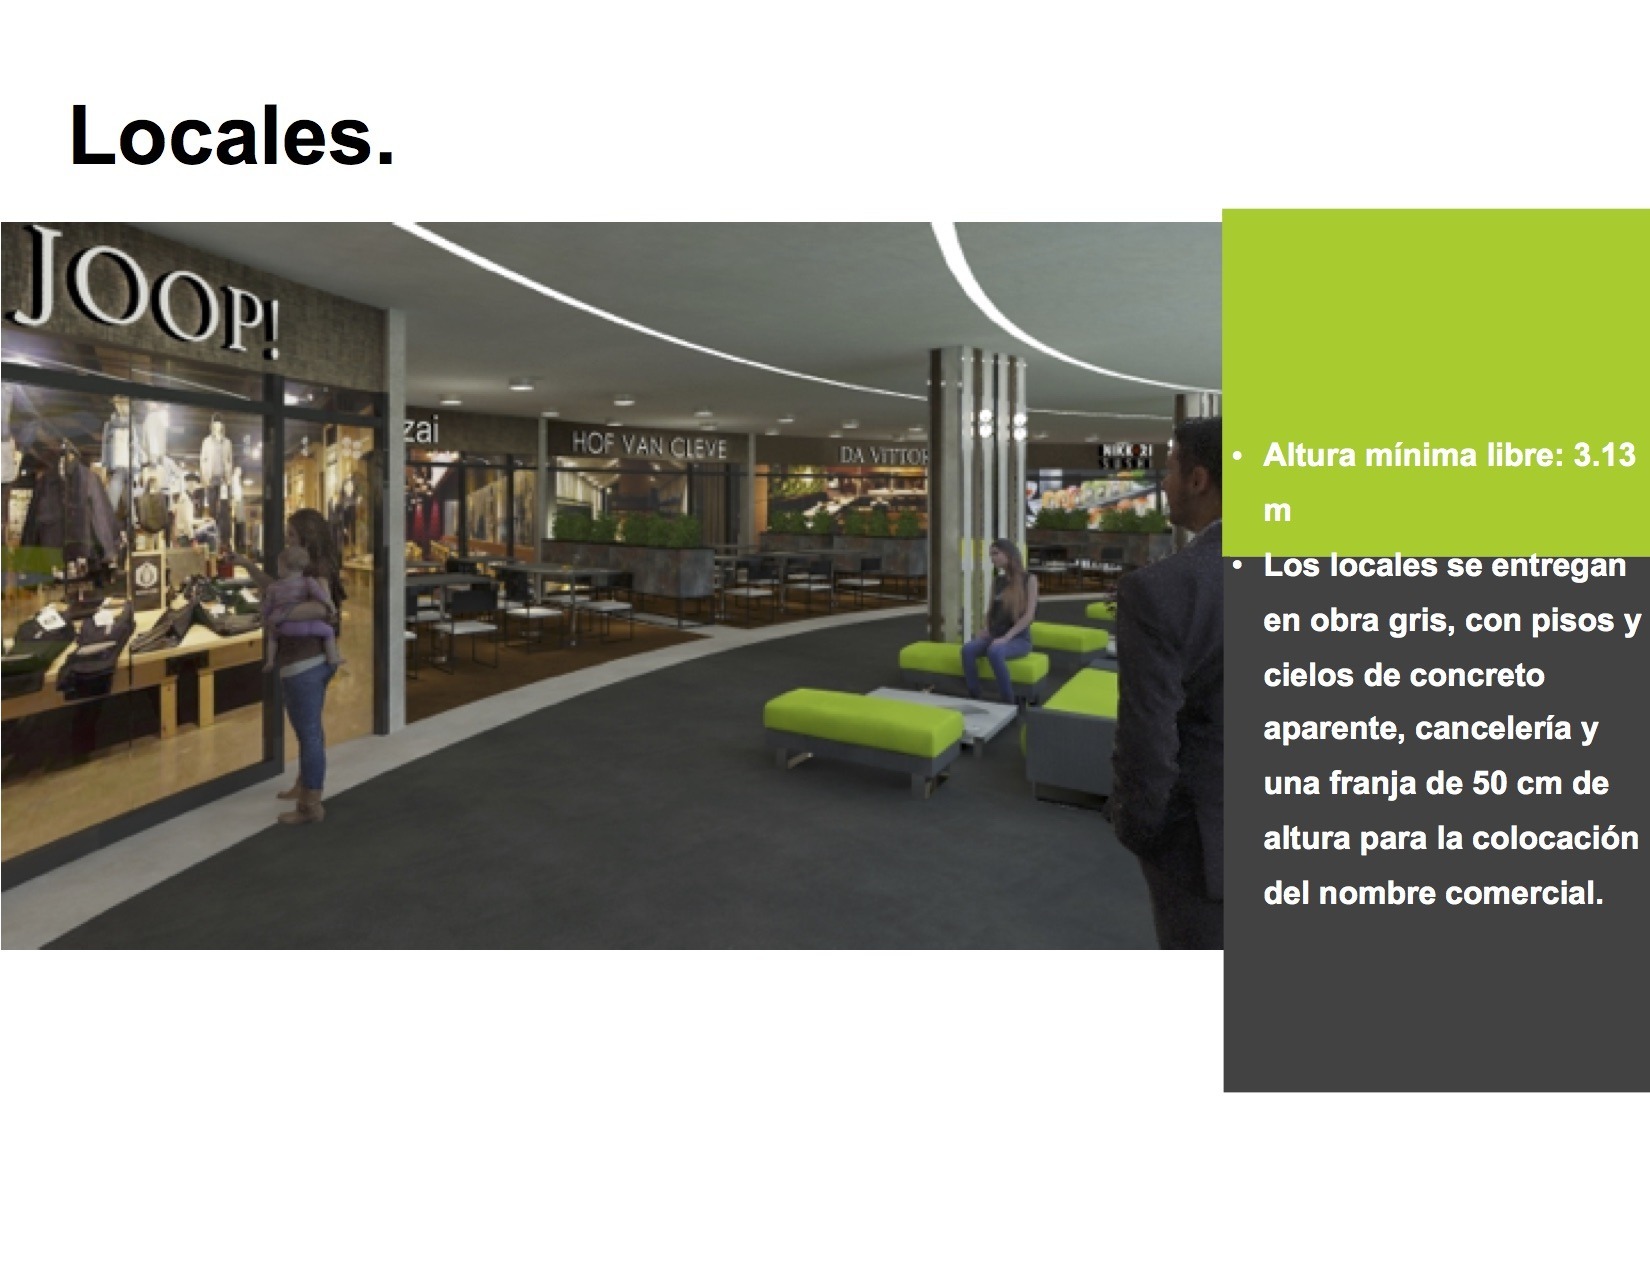 Locales.
JOOP!
zai
HOF VAN CLEVE
DA VITTOR
NIKKORI
SUSHI
• Altura mínima libre: 3.13
m
• Los locales se entregan
en obra gris, con pisos y
cielos de concreto
aparente, cancelería y
una franja de 50 cm de
altura para la colocación
del nombre comercial.